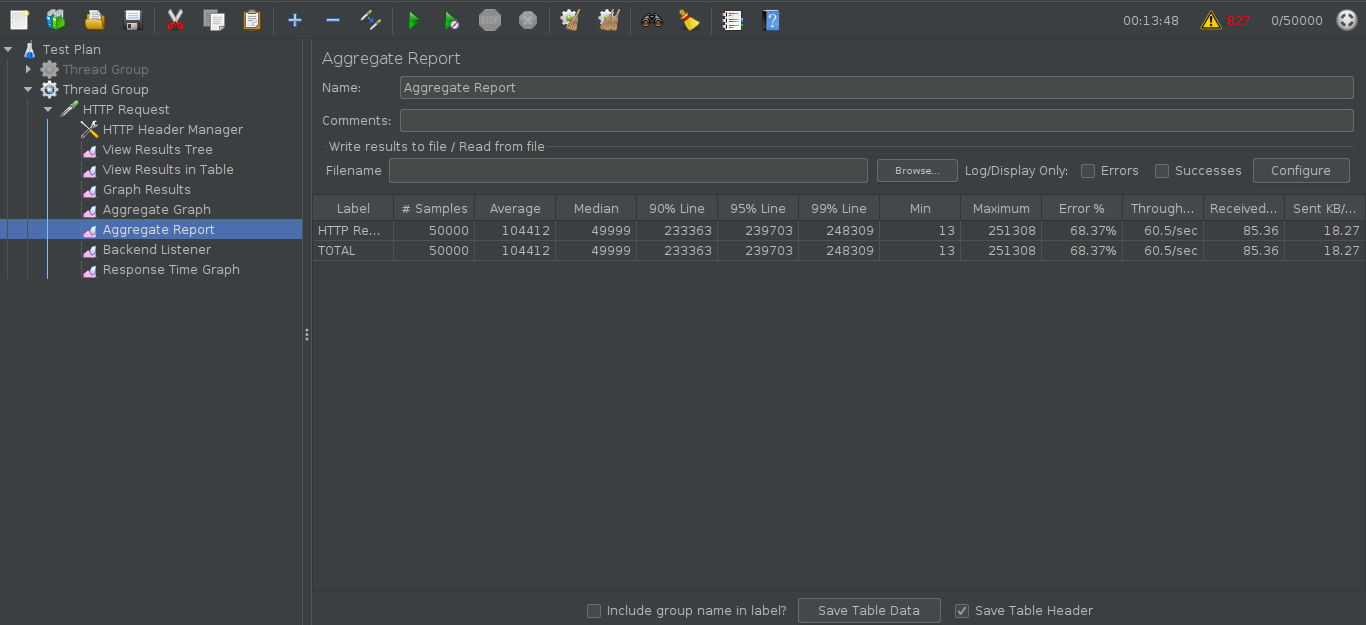 00:13:48 827 0/50000
Test Plan
Thread Group
Thread Group
HTTP Request
HTTP Header Manager
View Results Tree
View Results in Table
Graph Results
Aggregate Graph
Aggregate Report
Backend Listener
Response Time Graph
Aggregate Report
Name: Aggregate Report
Comments:
Write results to file / Read from file
Filename Browse... Log/Display Only: Errors Successes Configure
Label # Samples Average Median 90% Line 95% Line 99% Line Min Maximum Error % Through... Received... Sent KB/...
HTTP Re... 50000 104412 49999 233363 239703 248309 13 251308 68.37% 60.5/sec 85.36 18.27
TOTAL 50000 104412 49999 233363 239703 248309 13 251308 68.37% 60.5/sec 85.36 18.27
Include group name in label? Save Table Data Save Table Header